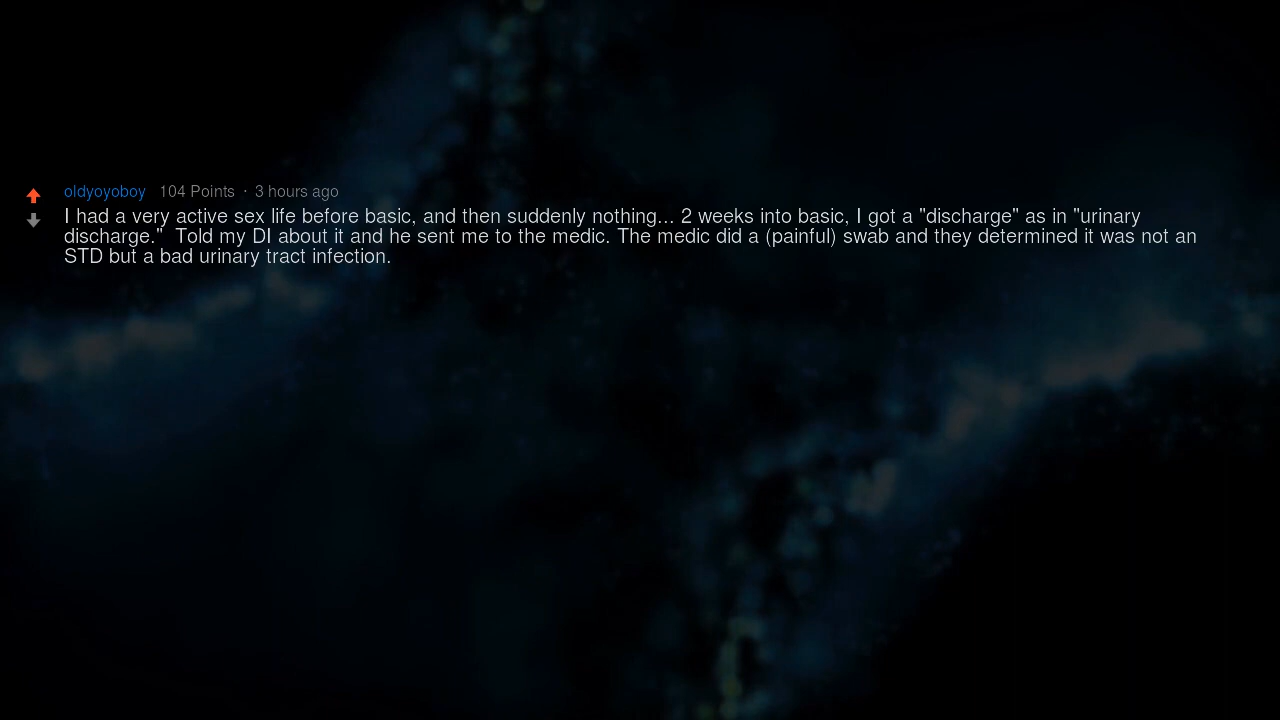 oldyoyoboy 104 Points · 3 hours ago
I had a very active sex life before basic, and then suddenly nothing... 2 weeks into basic, I got a "discharge" as in "urinary
discharge."  Told my DI about it and he sent me to the medic. The medic did a (painful) swab and they determined it was not an
STD but a bad urinary tract infection.